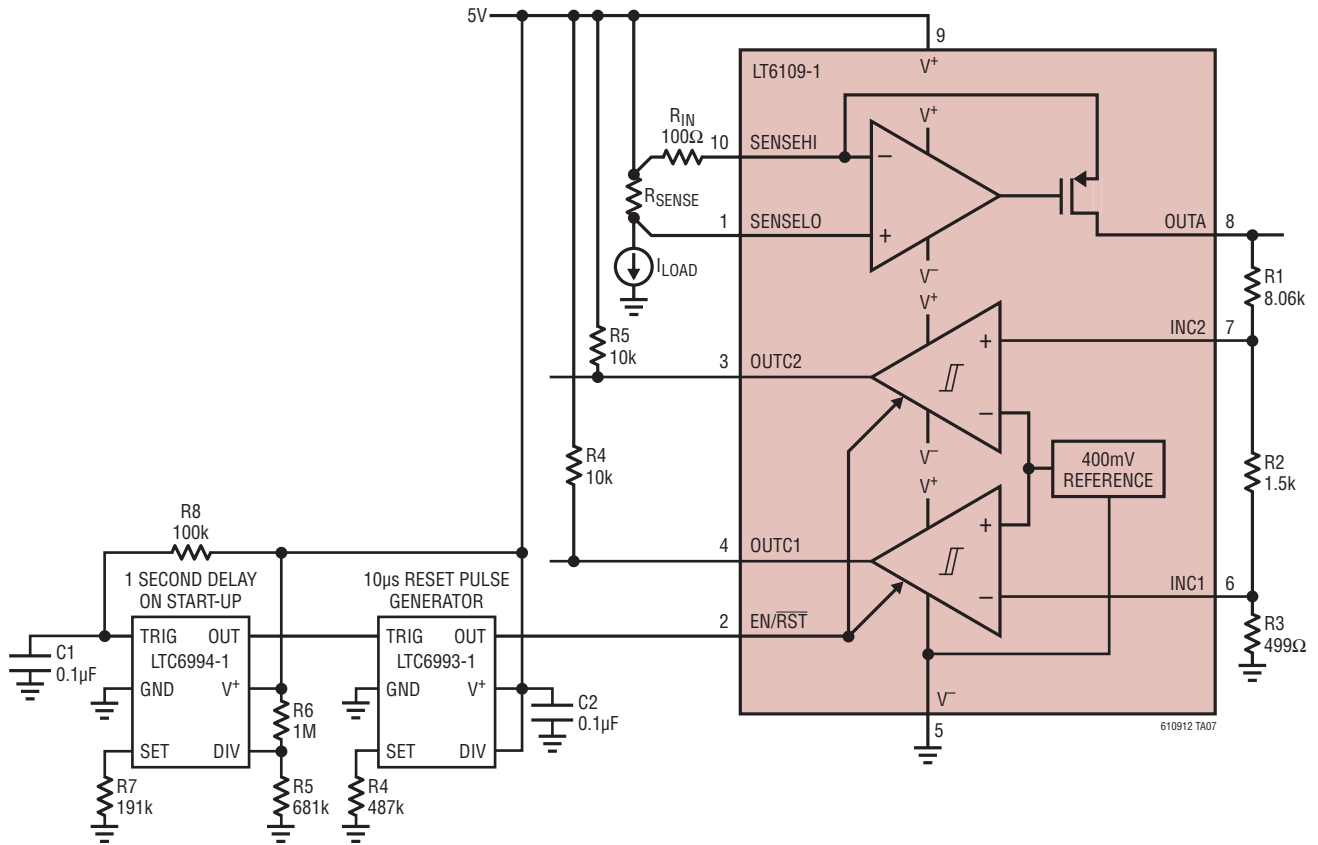 5V
9
V+
LT6109-1
RIN
100Ω
10
SENSEHI
V+
−
RSENSE
1
SENSELO
+
OUTA
8
ILOAD
V−
R1
8.06k
V+
INC2
7
R5
10k
+
3
OUTC2
−
R4
10k
V−
400mV
REFERENCE
R2
1.5k
V+
+
R8
100k
4
OUTC1
−
INC1
6
1 SECOND DELAY
ON START-UP
10µs RESET PULSE
GENERATOR
2
EN/RST
R3
499Ω
C1
0.1µF
TRIG
OUT
LTC6994-1
GND
V+
SET
DIV
TRIG
OUT
LTC6993-1
GND
V+
SET
DIV
R6
1M
C2
0.1µF
V−
5
610912 TA07
R7
191k
R5
681k
R4
487k